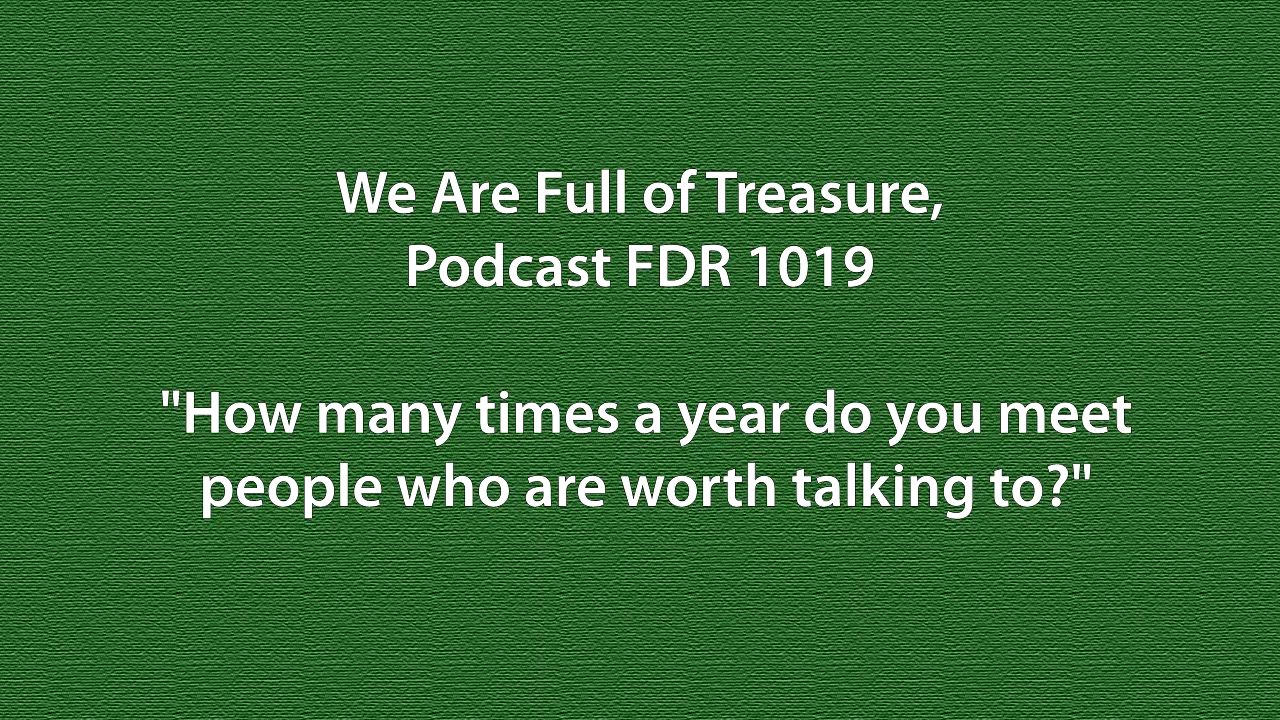 We Are Full of Treasure,
Podcast FDR 1019
"How many times a year do you meet
people who are worth talking to?"